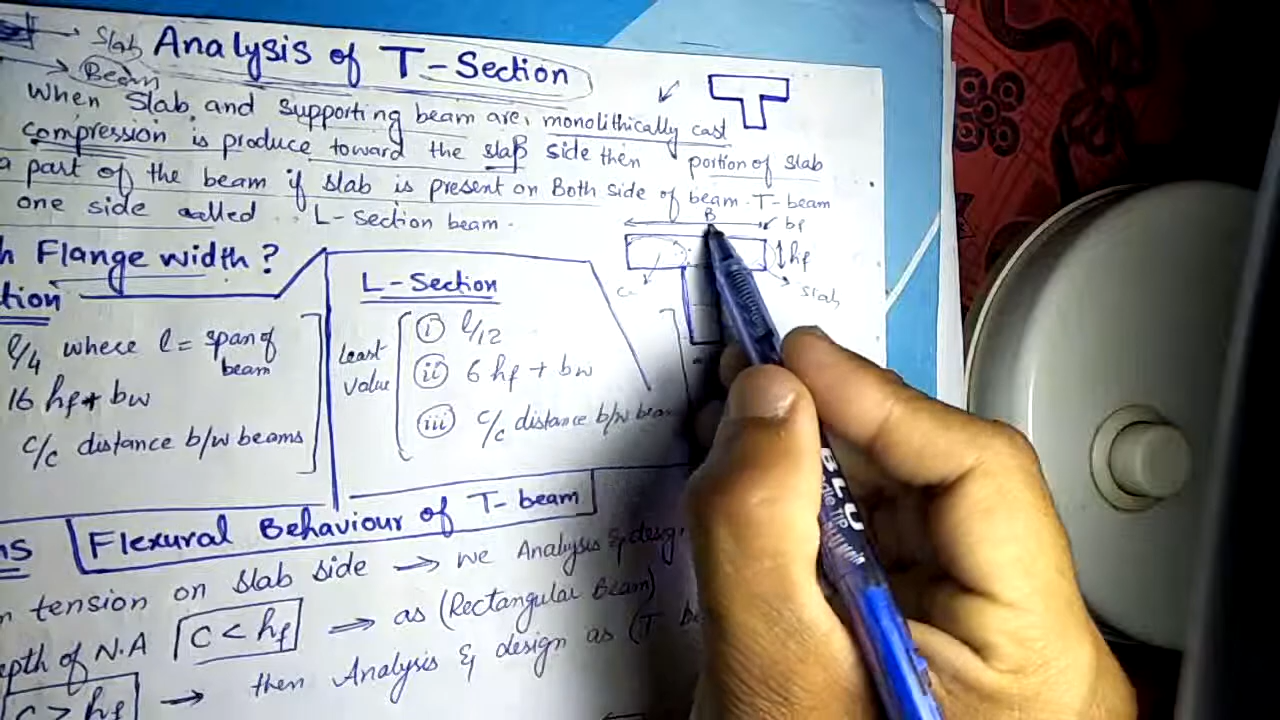 Slab Analysis of T-Section
Beam
When Slab and supporting beam are monolithically cast
compression is produce toward the slab side then portion of slab
a part of the beam if slab is present on Both side of beam. T-beam
one side called L-Section beam.
B
bf
hf
slab
h Flange width?
tion
l/4 where l = span of
beam
16 hf + bw
c/c distance b/w beams
L-Section
Least
value
i l/12
ii 6 hf + bw
iii c/c distance b/w bea
ns Flexural Behaviour of T-beam
n tension on slab side → we Analysis & desig
epth of N.A C < hf ⇒ as (Rectangular Beam)
C > hf → then Analysis & design as (T be